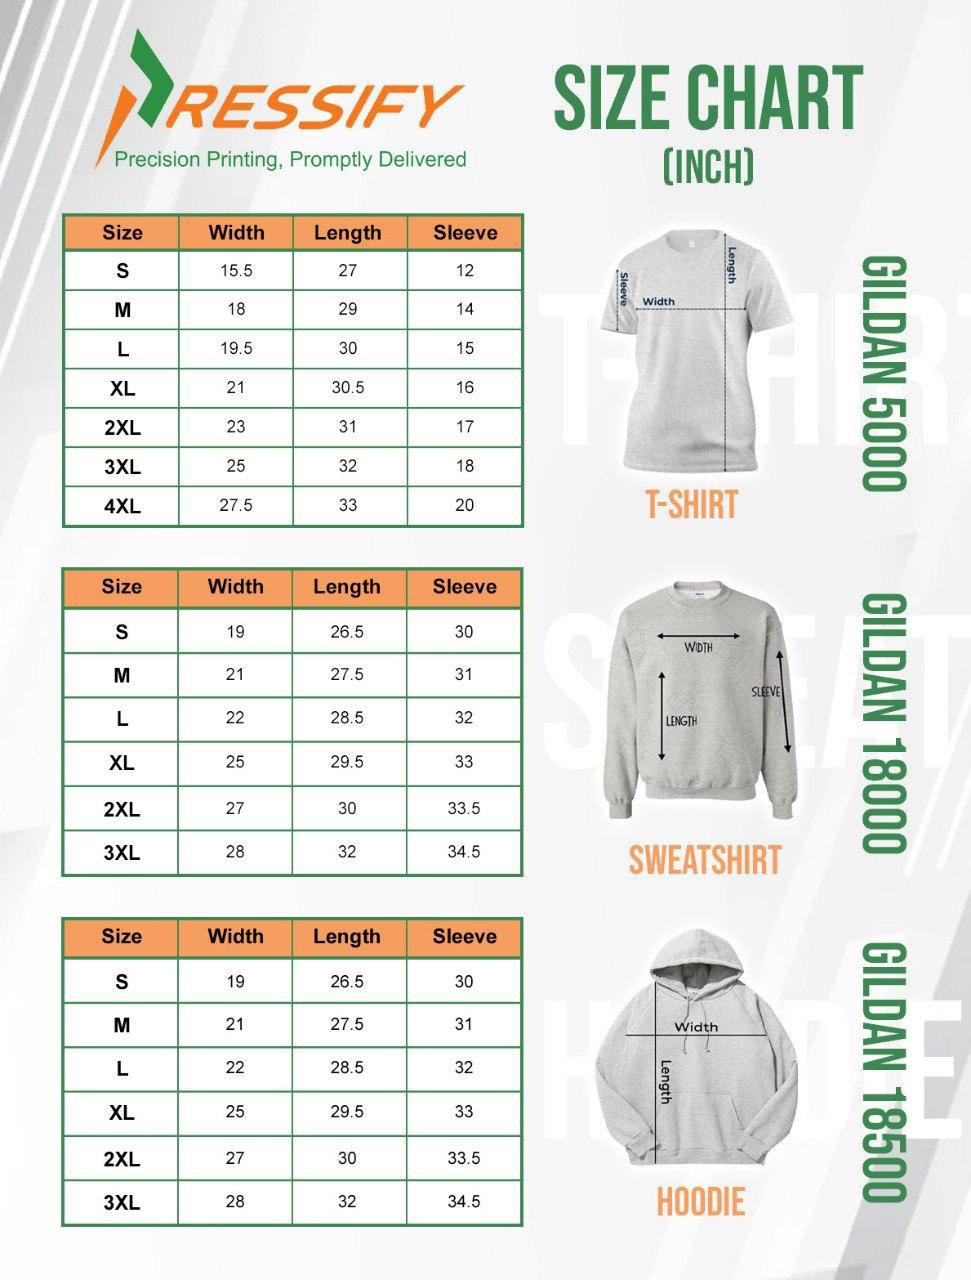 PRESSIFY
Precision Printing, Promptly Delivered
SIZE CHART
(INCH)
Size Width Length Sleeve
S 15.5 27 12
M 18 29 14
L 19.5 30 15
XL 21 30.5 16
2XL 23 31 17
3XL 25 32 18
4XL 27.5 33 20
Sleeve
Width
Length
T-SHIRT
T-SHIRT
GILDAN 5000
Size Width Length Sleeve
S 19 26.5 30
M 21 27.5 31
L 22 28.5 32
XL 25 29.5 33
2XL 27 30 33.5
3XL 28 32 34.5
WIDTH
SLEEVE
LENGTH
SWEATSHIRT
GILDAN 18000
Size Width Length Sleeve
S 19 26.5 30
M 21 27.5 31
L 22 28.5 32
XL 25 29.5 33
2XL 27 30 33.5
3XL 28 32 34.5
Width
Length
HOODIE
HOODIE
GILDAN 18500